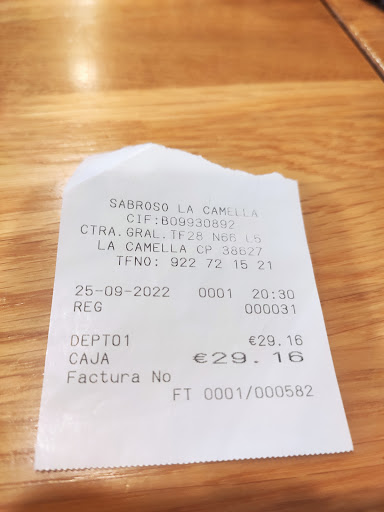 SABROSO LA CAMELLA
CIF:B09930892
CTRA.GRAL.TF28 N66 L5
LA CAMELLA CP 38627
TFNO: 922 72 15 21
25-09-2022 0001 20:30
REG 000031
DEPT01 €29.16
CAJA €29.16
Factura No
FT 0001/000582